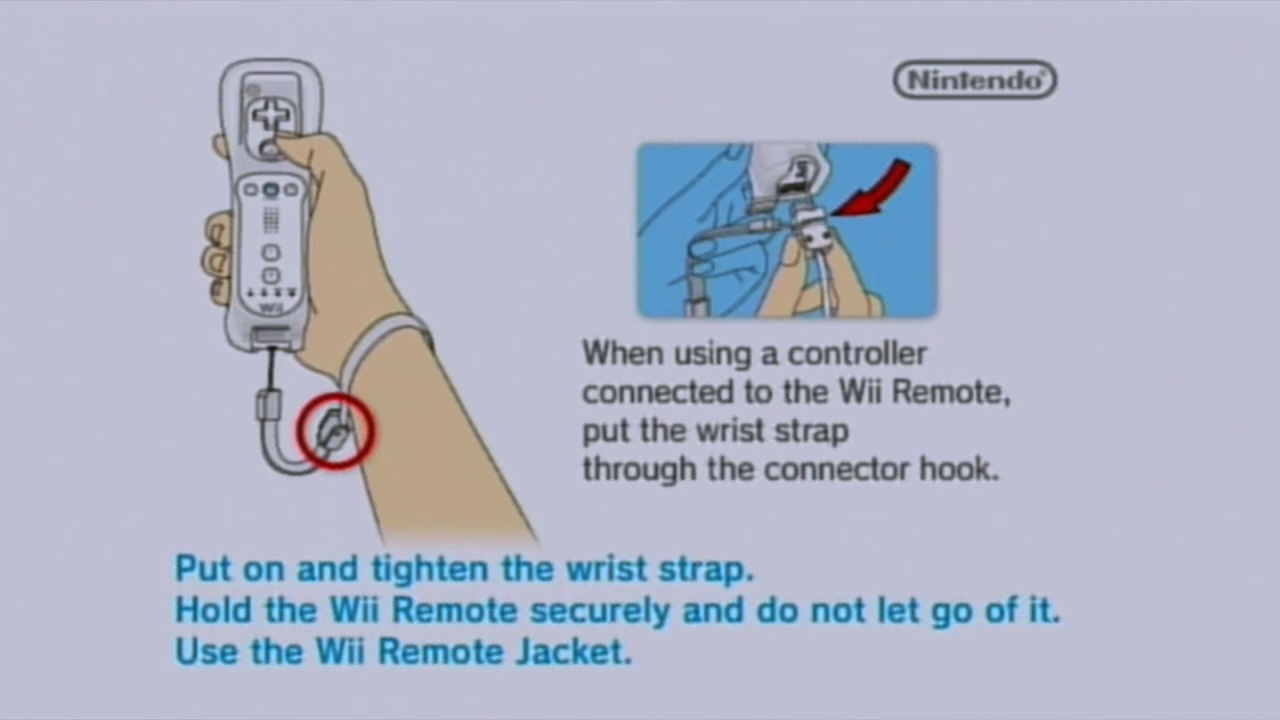 Nintendo®
Wii
When using a controller
connected to the Wii Remote,
put the wrist strap
through the connector hook.
Put on and tighten the wrist strap.
Hold the Wii Remote securely and do not let go of it.
Use the Wii Remote Jacket.